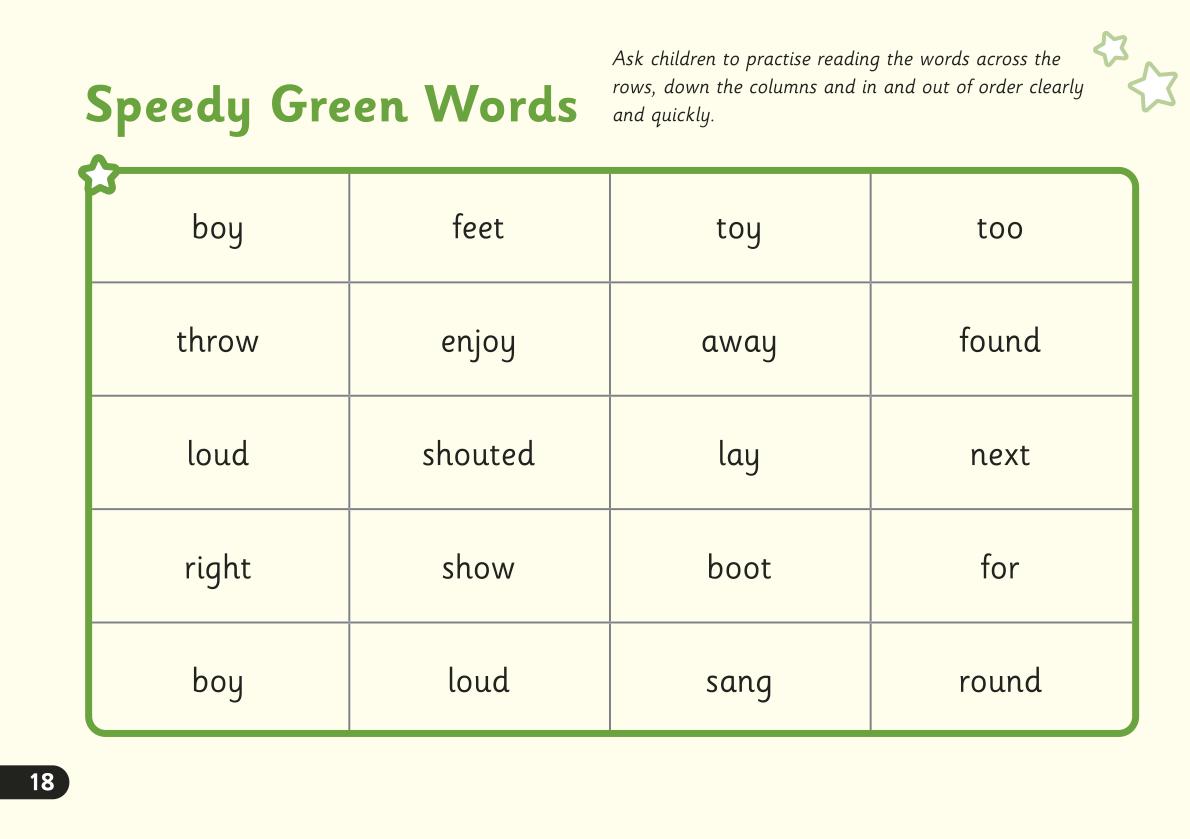 Speedy Green Words
Ask children to practise reading the words across the
rows, down the columns and in and out of order clearly
and quickly.
boy feet toy too
throw enjoy away found
loud shouted lay next
right show boot for
boy loud sang round
18